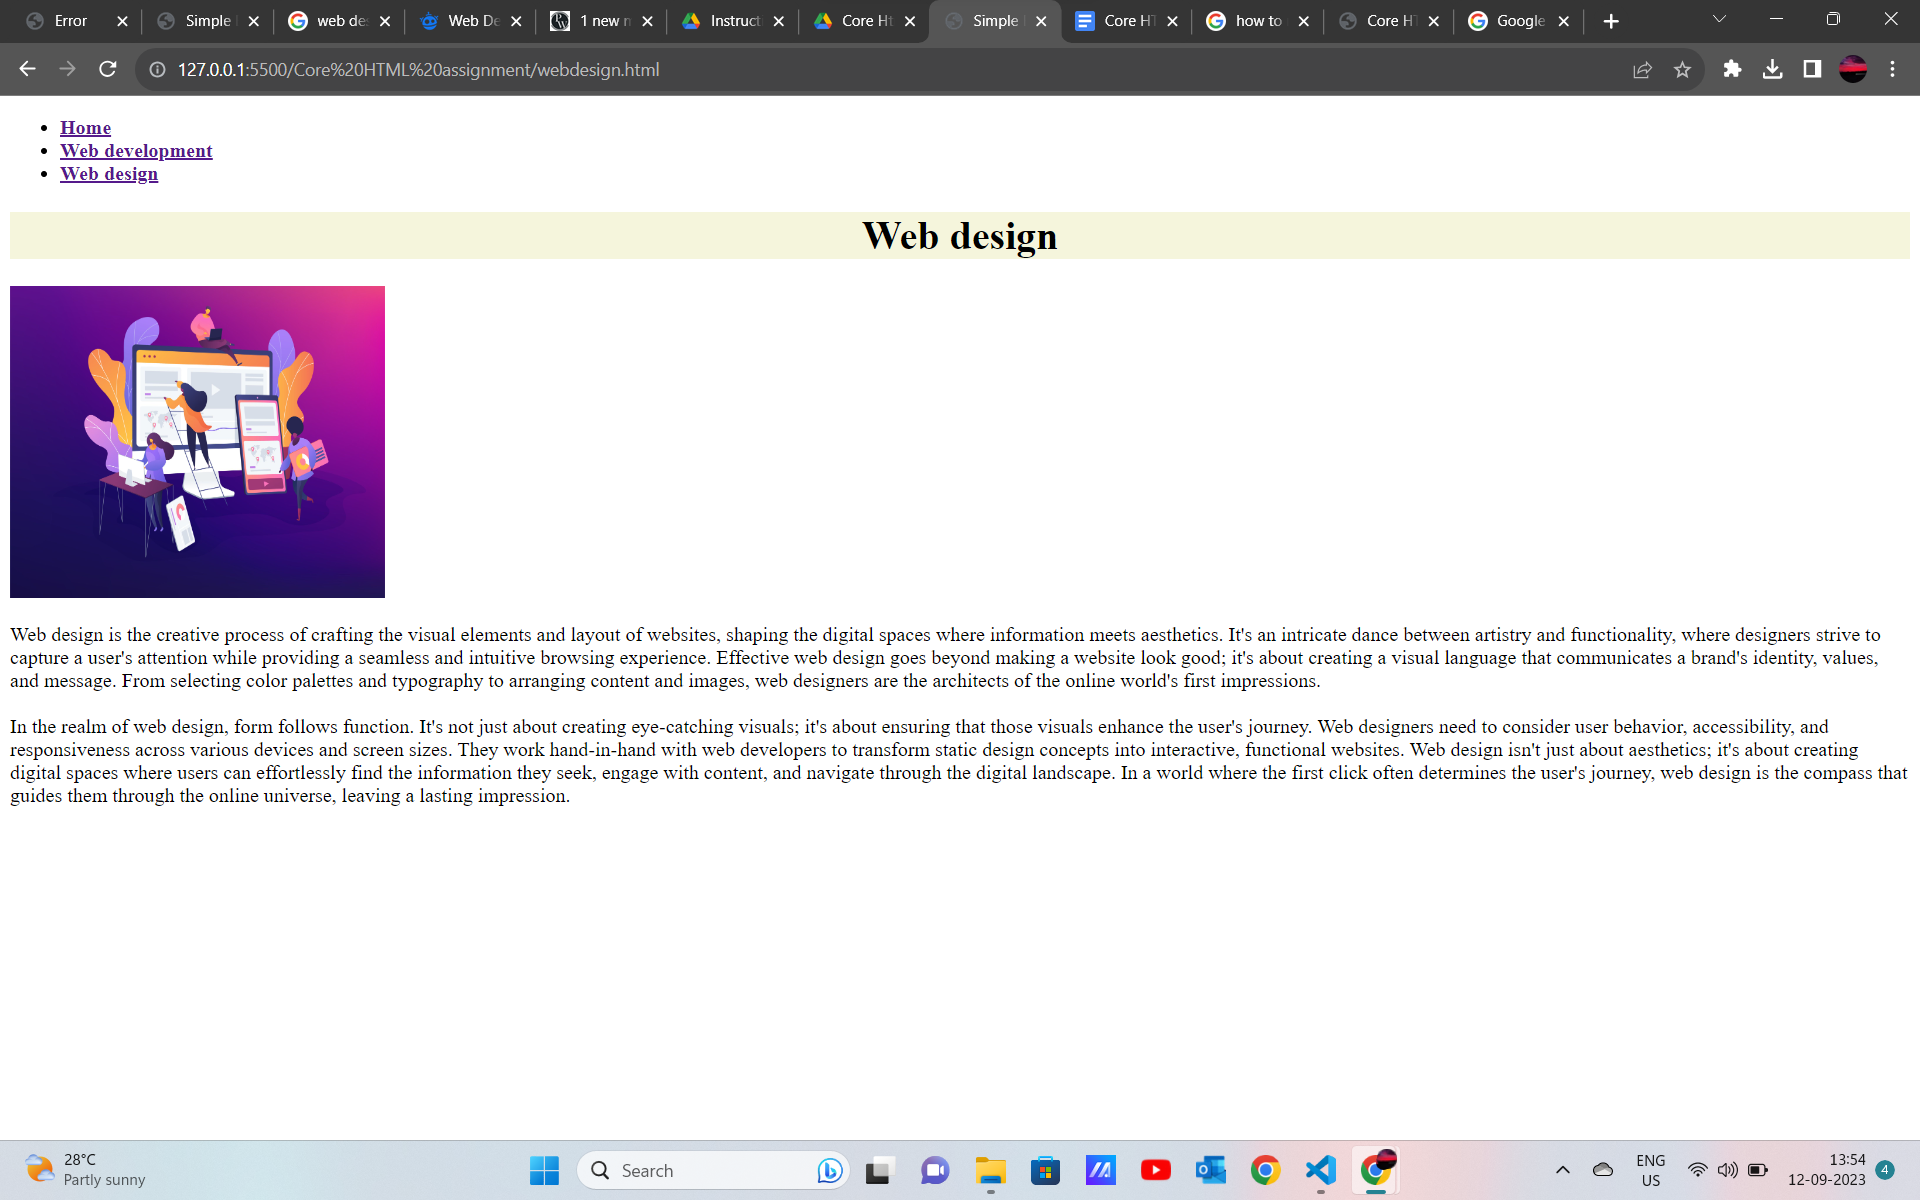 Error
Simple
web des
Web De
1 new m
Instruct
Core Ht
Simple
Core HT
how to
Core HT
Google
127.0.0.1:5500/Core%20HTML%20assignment/webdesign.html
Home
Web development
Web design
Web design
Web design is the creative process of crafting the visual elements and layout of websites, shaping the digital spaces where information meets aesthetics. It's an intricate dance between artistry and functionality, where designers strive to
capture a user's attention while providing a seamless and intuitive browsing experience. Effective web design goes beyond making a website look good; it's about creating a visual language that communicates a brand's identity, values,
and message. From selecting color palettes and typography to arranging content and images, web designers are the architects of the online world's first impressions.
In the realm of web design, form follows function. It's not just about creating eye-catching visuals; it's about ensuring that those visuals enhance the user's journey. Web designers need to consider user behavior, accessibility, and
responsiveness across various devices and screen sizes. They work hand-in-hand with web developers to transform static design concepts into interactive, functional websites. Web design isn't just about aesthetics; it's about creating
digital spaces where users can effortlessly find the information they seek, engage with content, and navigate through the digital landscape. In a world where the first click often determines the user's journey, web design is the compass that
guides them through the online universe, leaving a lasting impression.
28°C
Partly sunny
Search
ENG
US
13:54
12-09-2023
4